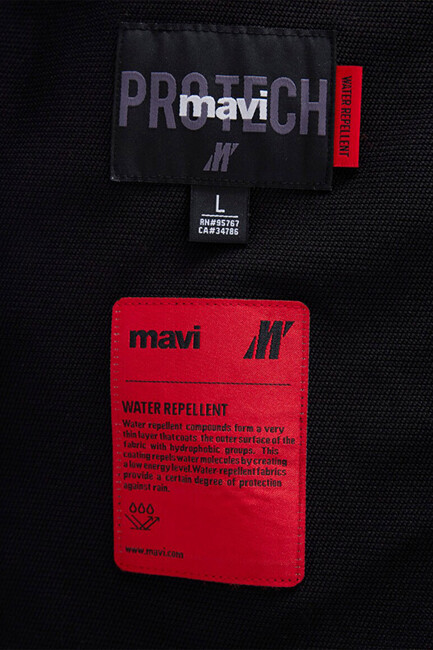 PROTECH
mavi
M
WATER REPELLENT
L
RN#95767
CA#34786
mavi M
WATER REPELLENT
Water repellent compounds form a very
thin layer that coats the outer surface of the
fabric with hydrophobic groups. This
coating repels water molecules by creating
a low energy level. Water repellent fabrics
provide a certain degree of protection
against rain.
www.mavi.com